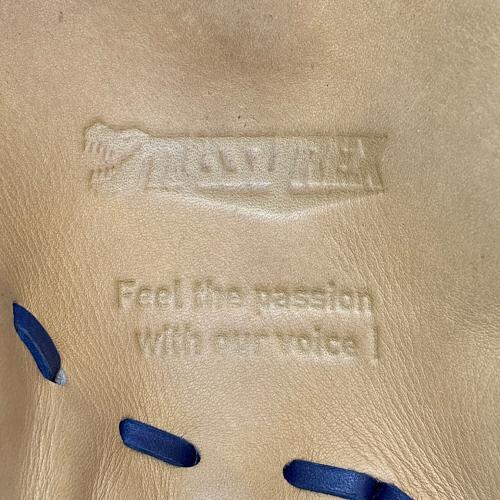 Feel the passion
with our voice